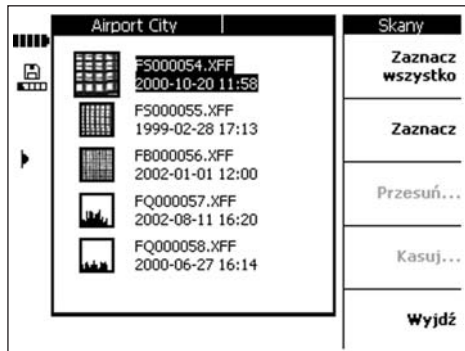 Airport City
Skany
FS000054.XFF
2000-10-20 11:58
FS000055.XFF
1999-02-28 17:13
FB000056.XFF
2002-01-01 12:00
FQ000057.XFF
2002-08-11 16:20
FQ000058.XFF
2000-06-27 16:14
Zaznacz
wszystko
Zaznacz
Przesuń...
Kasuj...
Wyjdź